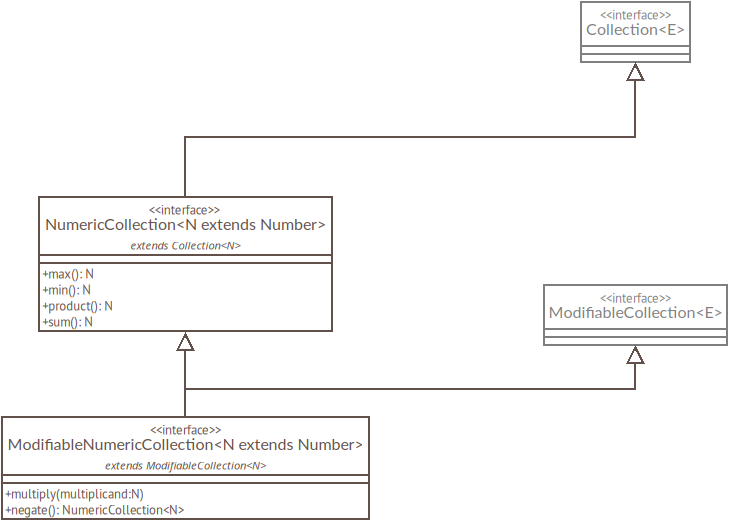 <<interface>>
Collection<E>
<<interface>>
NumericCollection<N extends Number>
extends Collection<N>
+max(): N
+min(): N
+product(): N
+sum(): N
<<interface>>
ModifiableCollection<E>
<<interface>>
ModifiableNumericCollection<N extends Number>
extends ModifiableCollection<N>
+multiply(multiplicand:N)
+negate(): NumericCollection<N>